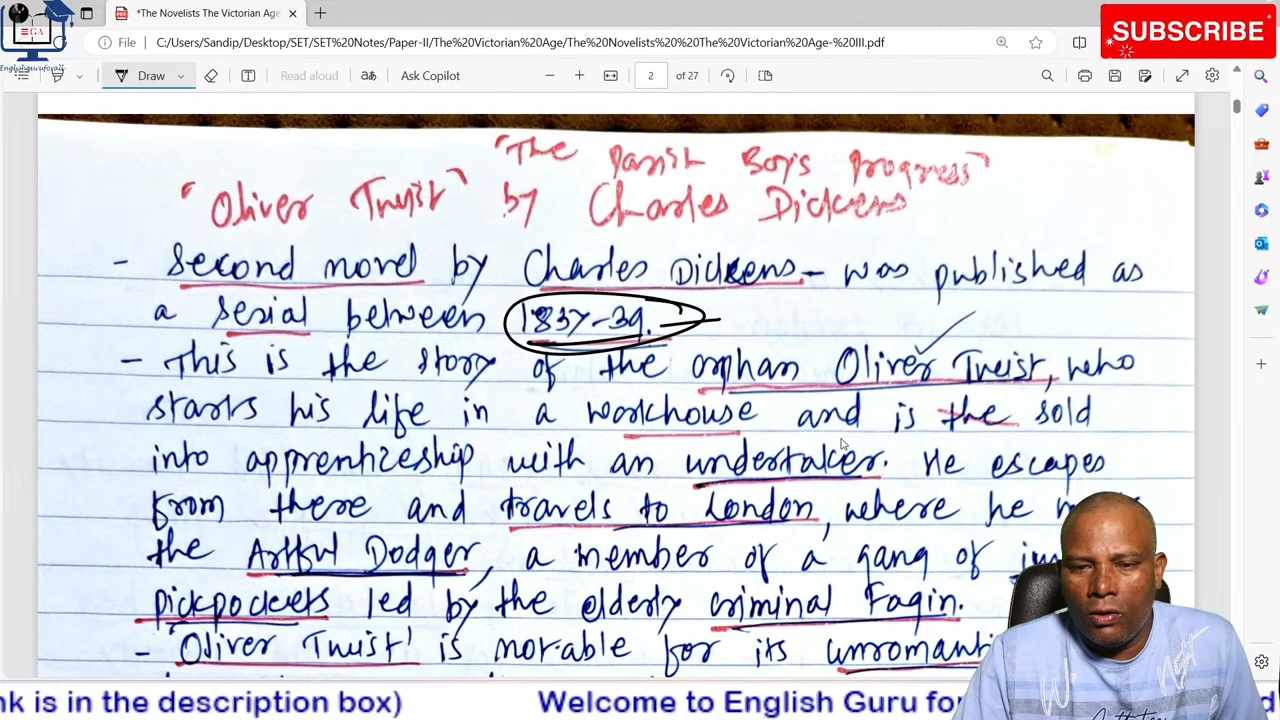 *The Novelists The Victorian Age
EGA
Englishguruforall
SUBSCRIBE
File C:/Users/Sandip/Desktop/SET/SET%20Notes/Paper-II/The%20Victorian%20Age/The%20Novelists%20%20The%20Victorian%20Age-%20III.pdf
Draw Read aloud Ask Copilot 2 of 27
"The Parish Boy's Progress"
"Oliver Twist" by Charles Dickens
- Second novel by Charles Dickens - was published as
a serial between 1837-39.
- This is the story of the orphan Oliver Twist, who
starts his life in a workhouse and is the sold
into apprenticeship with an undertaker. He escapes
from there and travels to London, where he
the Artful Dodger, a member of a gang of
pickpockets led by the elderly criminal Fagin.
- 'Oliver Twist' is notable for its unromanti
nk is in the description box) Welcome to English Guru fo